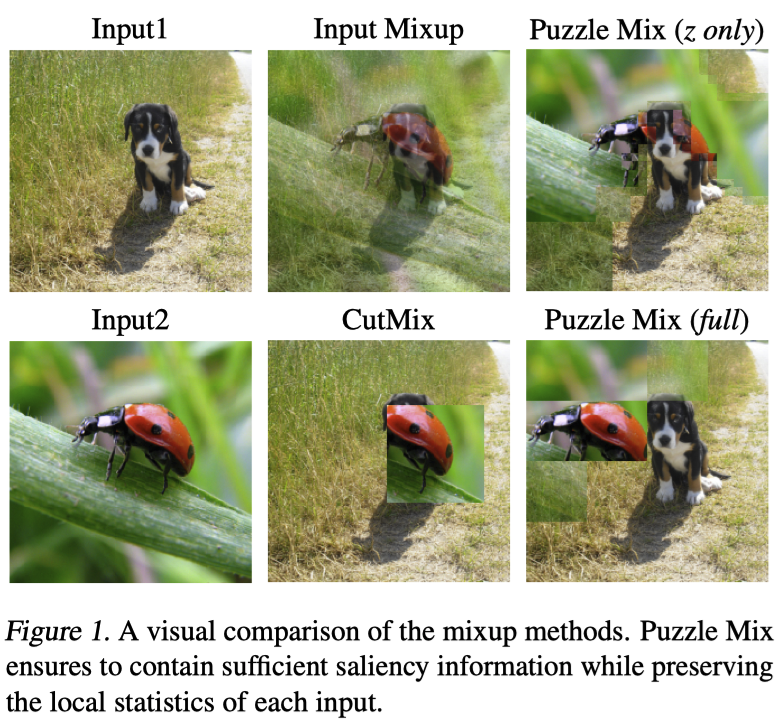 Input1
Input Mixup
Puzzle Mix (z only)
Input2
CutMix
Puzzle Mix (full)
Figure 1. A visual comparison of the mixup methods. Puzzle Mix
ensures to contain sufficient saliency information while preserving
the local statistics of each input.